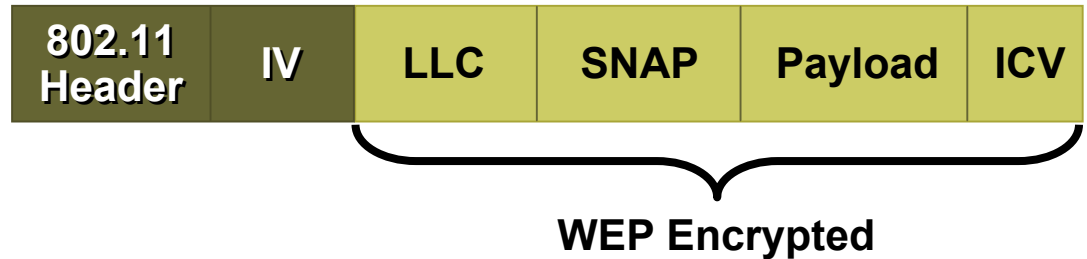 802.11
Header
IV
LLC
SNAP
Payload
ICV
WEP Encrypted